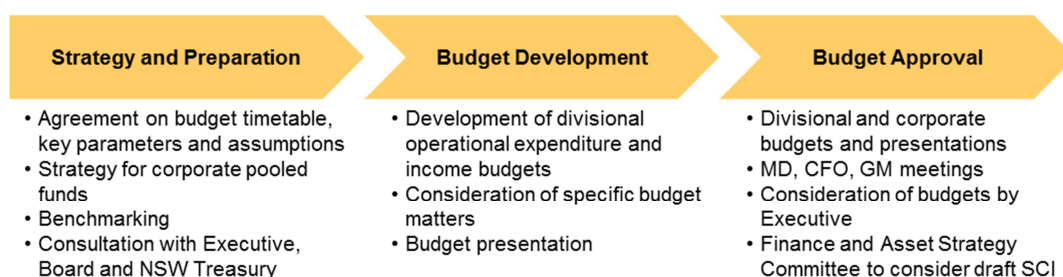 Strategy and Preparation
• Agreement on budget timetable,
key parameters and assumptions
• Strategy for corporate pooled
funds
• Benchmarking
• Consultation with Executive,
Board and NSW Treasury
Budget Development
• Development of divisional
operational expenditure and
income budgets
• Consideration of specific budget
matters
• Budget presentation
Budget Approval
• Divisional and corporate
budgets and presentations
• MD, CFO, GM meetings
• Consideration of budgets by
Executive
• Finance and Asset Strategy
Committee to consider draft SCI